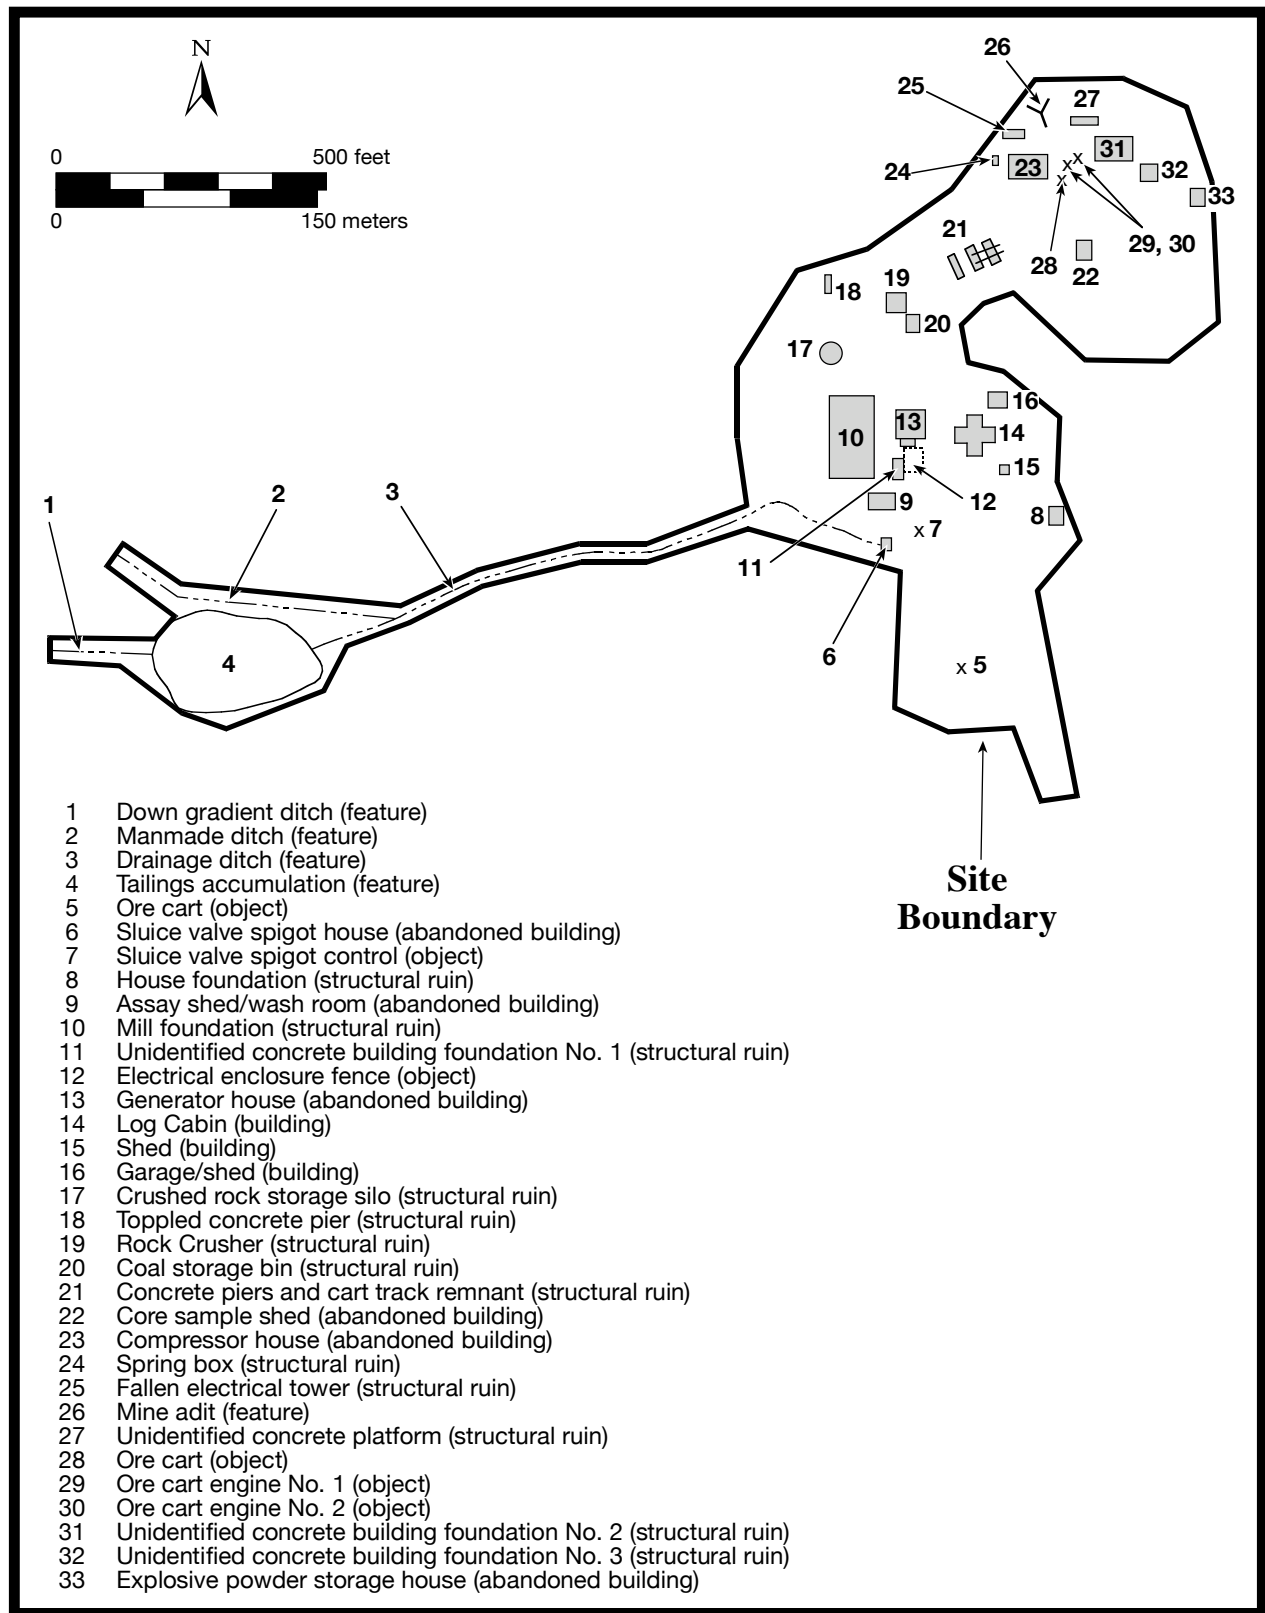 N
0 500 feet
0 150 meters
26
25
27
24
23
31
32
33
29, 30
28
22
21
19
18
20
17
16
13
10
14
15
12
9
8
7
11
6
5
1
2
3
4
Site
Boundary
1 Down gradient ditch (feature)
2 Manmade ditch (feature)
3 Drainage ditch (feature)
4 Tailings accumulation (feature)
5 Ore cart (object)
6 Sluice valve spigot house (abandoned building)
7 Sluice valve spigot control (object)
8 House foundation (structural ruin)
9 Assay shed/wash room (abandoned building)
10 Mill foundation (structural ruin)
11 Unidentified concrete building foundation No. 1 (structural ruin)
12 Electrical enclosure fence (object)
13 Generator house (abandoned building)
14 Log Cabin (building)
15 Shed (building)
16 Garage/shed (building)
17 Crushed rock storage silo (structural ruin)
18 Toppled concrete pier (structural ruin)
19 Rock Crusher (structural ruin)
20 Coal storage bin (structural ruin)
21 Concrete piers and cart track remnant (structural ruin)
22 Core sample shed (abandoned building)
23 Compressor house (abandoned building)
24 Spring box (structural ruin)
25 Fallen electrical tower (structural ruin)
26 Mine adit (feature)
27 Unidentified concrete platform (structural ruin)
28 Ore cart (object)
29 Ore cart engine No. 1 (object)
30 Ore cart engine No. 2 (object)
31 Unidentified concrete building foundation No. 2 (structural ruin)
32 Unidentified concrete building foundation No. 3 (structural ruin)
33 Explosive powder storage house (abandoned building)